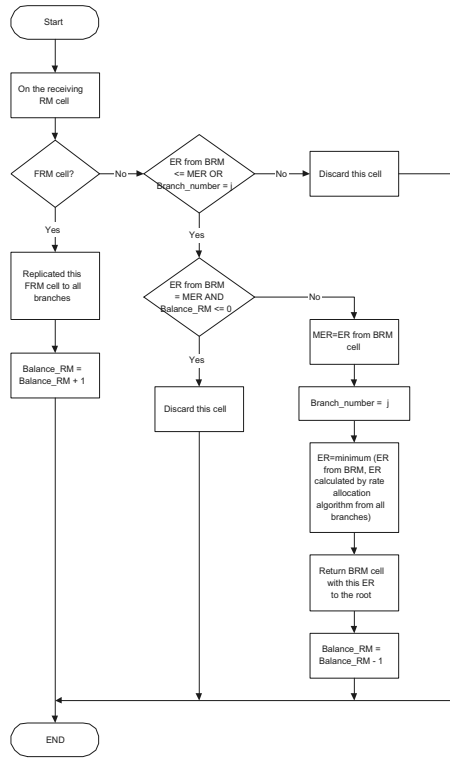 Start
On the receiving
RM cell
FRM cell?
No
ER from BRM
<= MER OR
Branch_number = j
No
Discard this cell
Yes
Yes
Replicated this
FRM cell to all
branches
ER from BRM
= MER AND
Balance_RM <= 0
No
MER=ER from BRM
cell
Balance_RM =
Balance_RM + 1
Yes
Discard this cell
Branch_number = j
ER=minimum (ER
from BRM, ER
calculated by rate
allocation
algorithm from all
branches)
Return BRM cell
with this ER
to the root
Balance_RM =
Balance_RM - 1
END